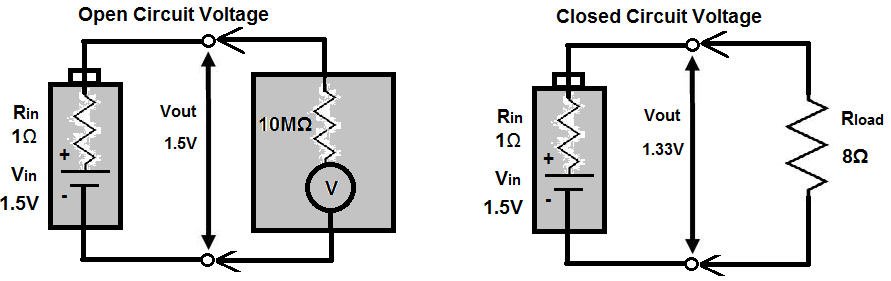 Open Circuit Voltage
Rin
1Ω
Vin
1.5V
+
-
Vout
1.5V
10MΩ
V
Closed Circuit Voltage
Rin
1Ω
Vin
1.5V
+
-
Vout
1.33V
Rload
8Ω